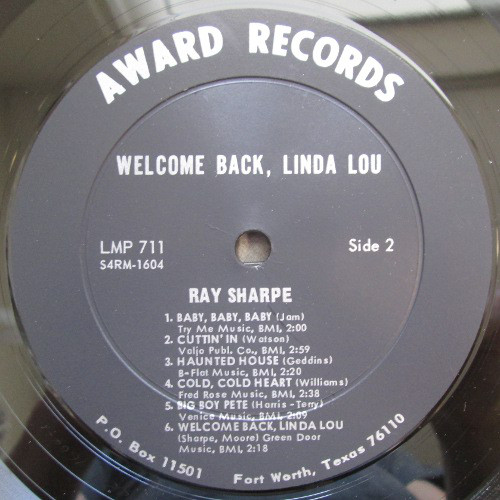 AWARD RECORDS
WELCOME BACK, LINDA LOU
LMP 711
S4RM-1604
Side 2
RAY SHARPE
1. BABY, BABY, BABY (Jam)
Try Me Music, BMI, 2:00
2. CUTTIN' IN (Watson)
Valjo Publ. Co., BMI, 2:59
3. HAUNTED HOUSE (Geddins)
B-Flat Music, BMI, 2:20
4. COLD, COLD HEART (Williams)
Fred Rose Music, BMI, 2:38
5. BIG BOY PETE (Harris - Terry)
Venice Music, BMI, 2:09
6. WELCOME BACK, LINDA LOU
(Sharpe, Moore) Green Door
Music, BMI, 2:18
P.O. Box 11501 Fort Worth, Texas 76110